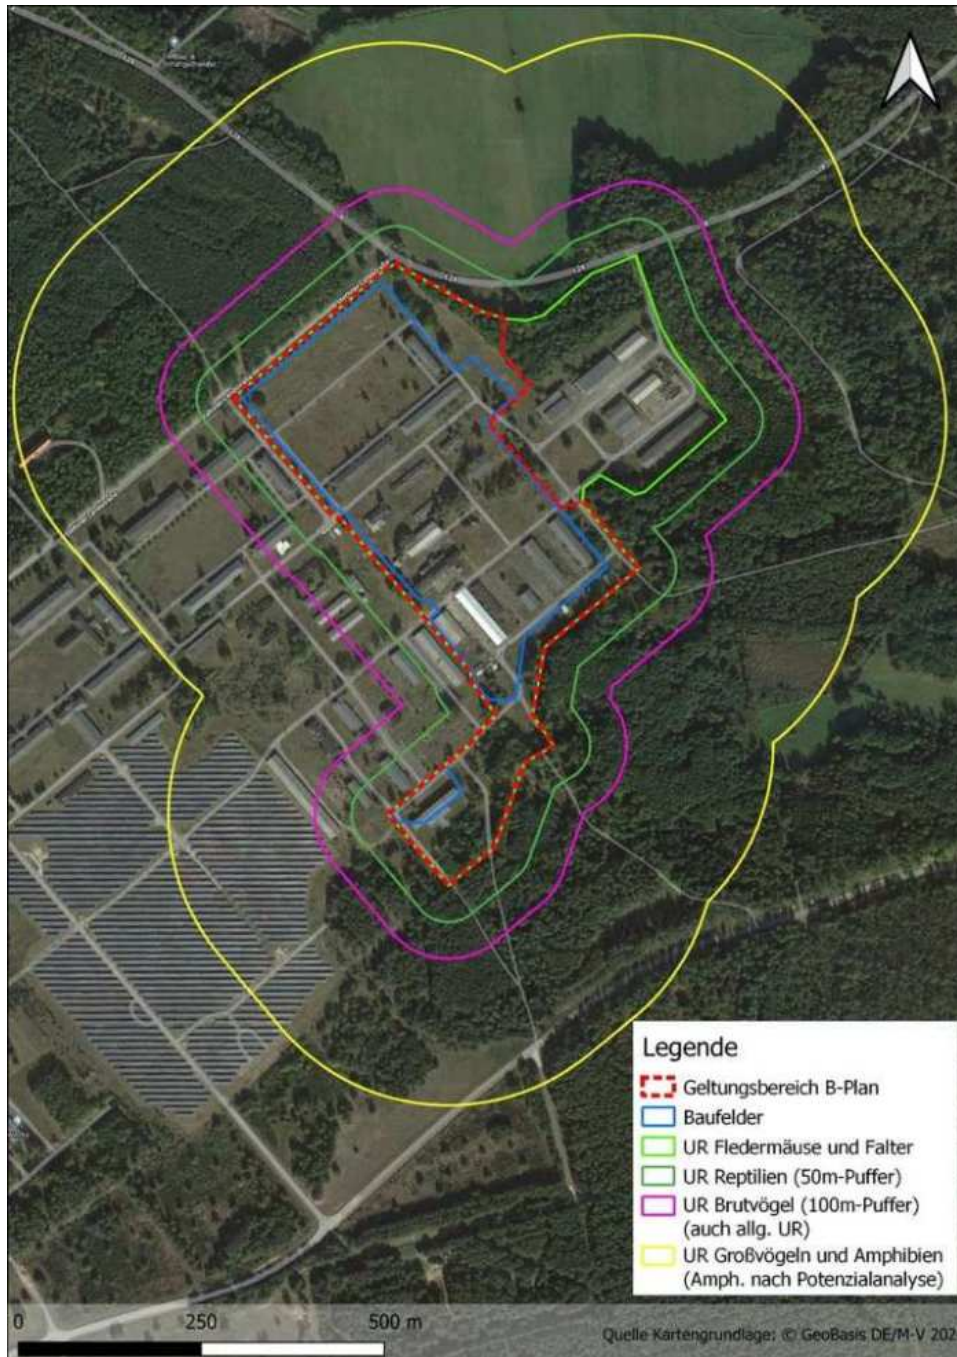 Legende
Geltungsbereich B-Plan
Baufelder
UR Fledermäuse und Falter
UR Reptilien (50m-Puffer)
UR Brutvögel (100m-Puffer)
(auch allg. UR)
UR Großvögeln und Amphibien
(Amph. nach Potenzialanalyse)
0 250 500 m
Quelle Kartengrundlage: © GeoBasis DE/M-V 202